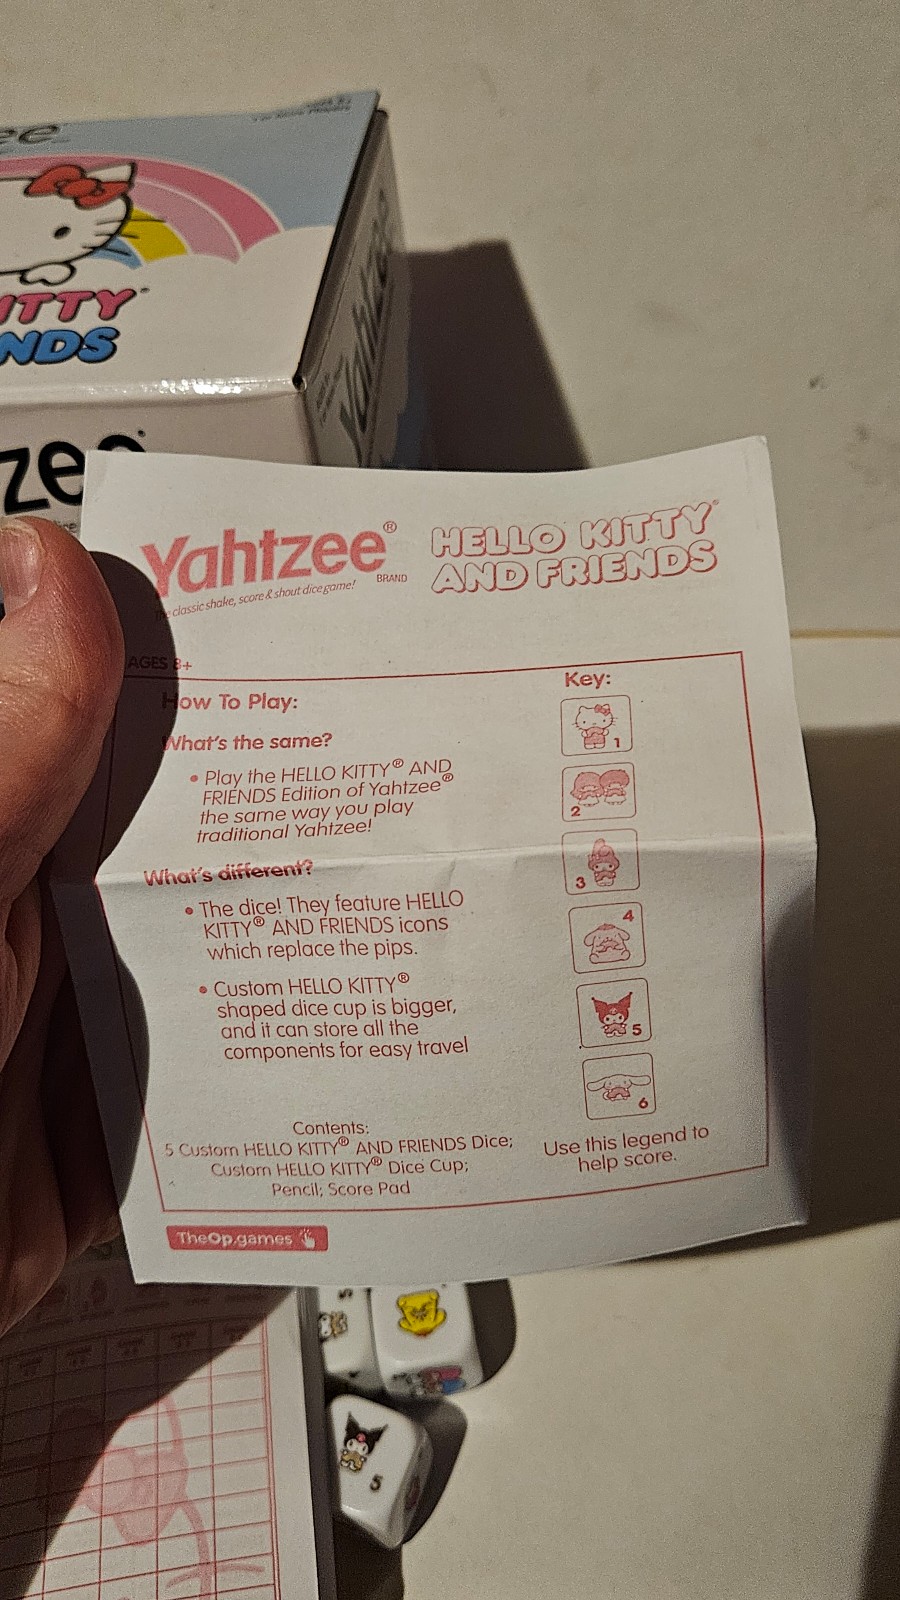 ITTY
NDS
Yahtzee
ze
Yahtzee®
BRAND
classic shake, score & shout dice game!
HELLO KITTY®
AND FRIENDS
AGES 8+
How To Play:
What's the same?
• Play the HELLO KITTY® AND
FRIENDS Edition of Yahtzee®
the same way you play
traditional Yahtzee!
What's different?
• The dice! They feature HELLO
KITTY® AND FRIENDS icons
which replace the pips.
• Custom HELLO KITTY®
shaped dice cup is bigger,
and it can store all the
components for easy travel
Contents:
5 Custom HELLO KITTY® AND FRIENDS Dice;
Custom HELLO KITTY® Dice Cup;
Pencil; Score Pad
Key:
1
2
3
4
5
6
Use this legend to
help score.
TheOp.games
5
5